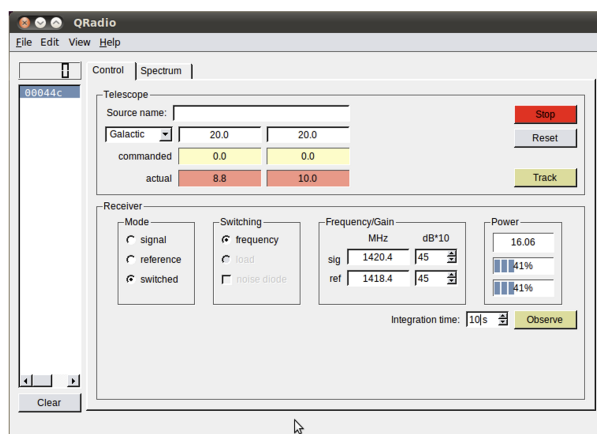 QRadio
File Edit View Help
0
Control Spectrum
00044c
Telescope
Source name:
Stop
Galactic 20.0 20.0
Reset
commanded 0.0 0.0
actual 8.8 10.0
Track
Receiver
Mode Switching Frequency/Gain Power
signal frequency MHz dB*10 16.06
reference load sig 1420.4 45 41%
switched noise diode ref 1418.4 45 41%
Integration time: 10 s Observe
Clear